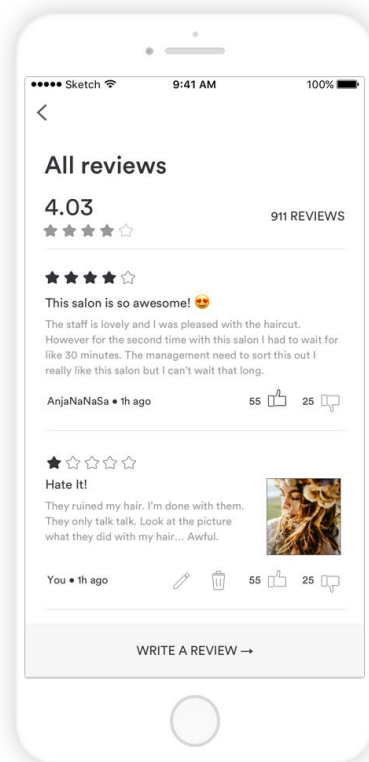 Sketch 9:41 AM 100%
All reviews
4.03
911 REVIEWS
This salon is so awesome! 😍
The staff is lovely and I was pleased with the haircut.
However for the second time with this salon I had to wait for
like 30 minutes. The management need to sort this out I
really like this salon but I can't wait that long.
AnjaNaNaSa • 1h ago 55 25
Hate It!
They ruined my hair. I'm done with them.
They only talk talk. Look at the picture
what they did with my hair... Awful.
You • 1h ago 55 25
WRITE A REVIEW →